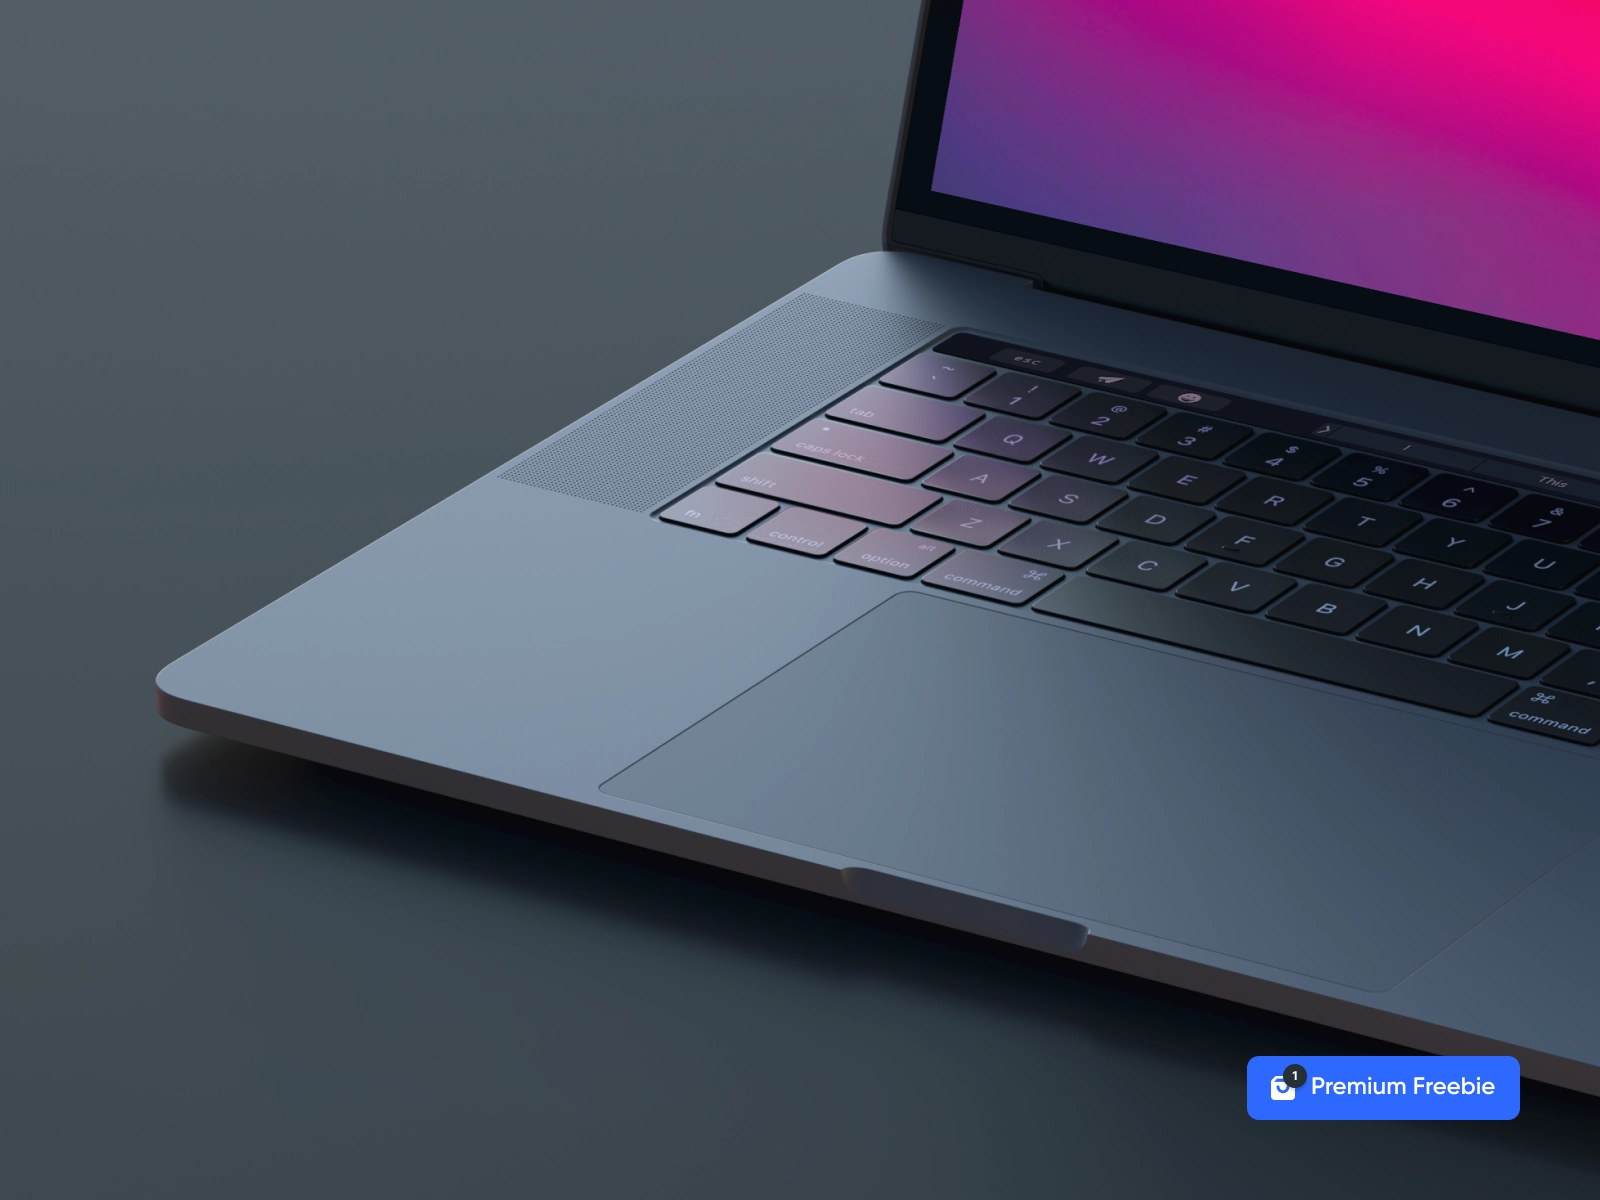 esc
I
This
~
`
!
1
@
2
#
3
$
4
%
5
^
6
&
7
tab
Q
W
E
R
T
Y
U
caps lock
A
S
D
F
G
H
J
shift
Z
X
C
V
B
N
M
,
fn
control
alt
option
⌘
command
⌘
command
1
Premium Freebie